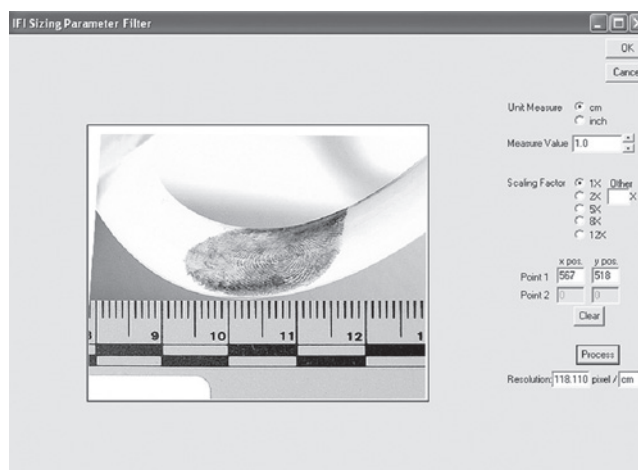 IFI Sizing Parameter Filter
OK
Cance
Unit Measure cm
inch
Measure Value 1.0
Scaling Factor 1X Other
2X X
5X
8X
12X
x pos. y pos.
Point 1 567 518
Point 2 0 0
Clear
Process
Resolution: 118.110 pixel / cm
9 10 11 12 1